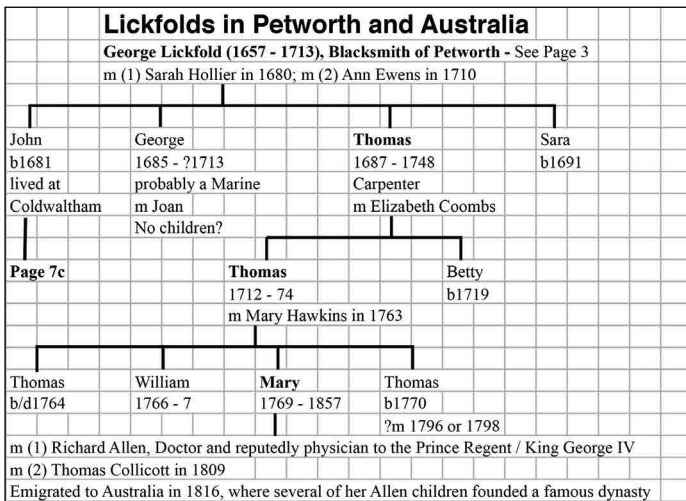 Lickfolds in Petworth and Australia
George Lickfold (1657 - 1713), Blacksmith of Petworth - See Page 3
m (1) Sarah Hollier in 1680; m (2) Ann Ewens in 1710
John
b1681
lived at
Coldwaltham
Page 7c
George
1685 - ?1713
probably a Marine
m Joan
No children?
Thomas
1687 - 1748
Carpenter
m Elizabeth Coombs
Sara
b1691
Thomas
1712 - 74
m Mary Hawkins in 1763
Betty
b1719
Thomas
b/d1764
William
1766 - 7
Mary
1769 - 1857
Thomas
b1770
?m 1796 or 1798
m (1) Richard Allen, Doctor and reputedly physician to the Prince Regent / King George IV
m (2) Thomas Collicott in 1809
Emigrated to Australia in 1816, where several of her Allen children founded a famous dynasty